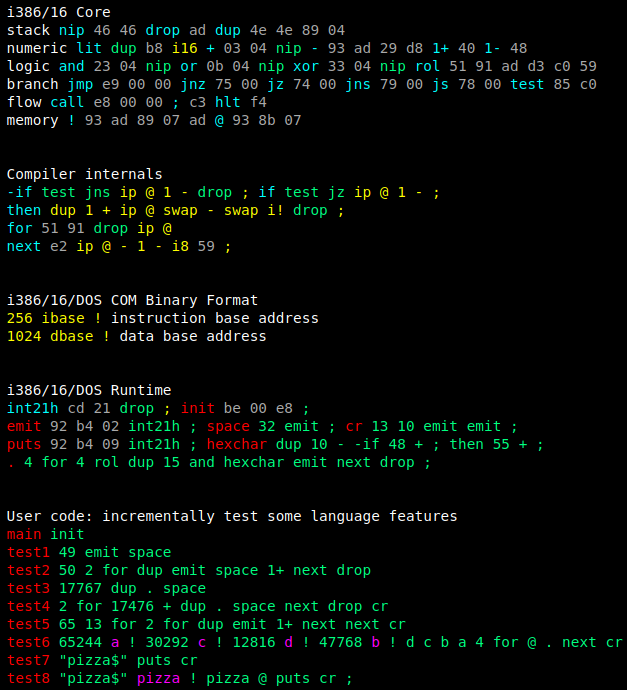 i386/16 Core
stack nip 46 46 drop ad dup 4e 4e 89 04
numeric lit dup b8 i16 + 03 04 nip - 93 ad 29 d8 1+ 40 1- 48
logic and 23 04 nip or 0b 04 nip xor 33 04 nip rol 51 91 ad d3 c0 59
branch jmp e9 00 00 jnz 75 00 jz 74 00 jns 79 00 js 78 00 test 85 c0
flow call e8 00 00 ; c3 hlt f4
memory ! 93 ad 89 07 ad @ 93 8b 07
Compiler internals
-if test jns ip @ 1 - drop ; if test jz ip @ 1 - ;
then dup 1 + ip @ swap - swap i! drop ;
for 51 91 drop ip @
next e2 ip @ - 1 - i8 59 ;
i386/16/DOS COM Binary Format
256 ibase ! instruction base address
1024 dbase ! data base address
i386/16/DOS Runtime
int21h cd 21 drop ; init be 00 e8 ;
emit 92 b4 02 int21h ; space 32 emit ; cr 13 10 emit emit ;
puts 92 b4 09 int21h ; hexchar dup 10 - -if 48 + ; then 55 + ;
. 4 for 4 rol dup 15 and hexchar emit next drop ;
User code: incrementally test some language features
main init
test1 49 emit space
test2 50 2 for dup emit space 1+ next drop
test3 17767 dup . space
test4 2 for 17476 + dup . space next drop cr
test5 65 13 for 2 for dup emit 1+ next next cr
test6 65244 a ! 30292 c ! 12816 d ! 47768 b ! d c b a 4 for @ . next cr
test7 "pizza$" puts cr
test8 "pizza$" pizza ! pizza @ puts cr ;